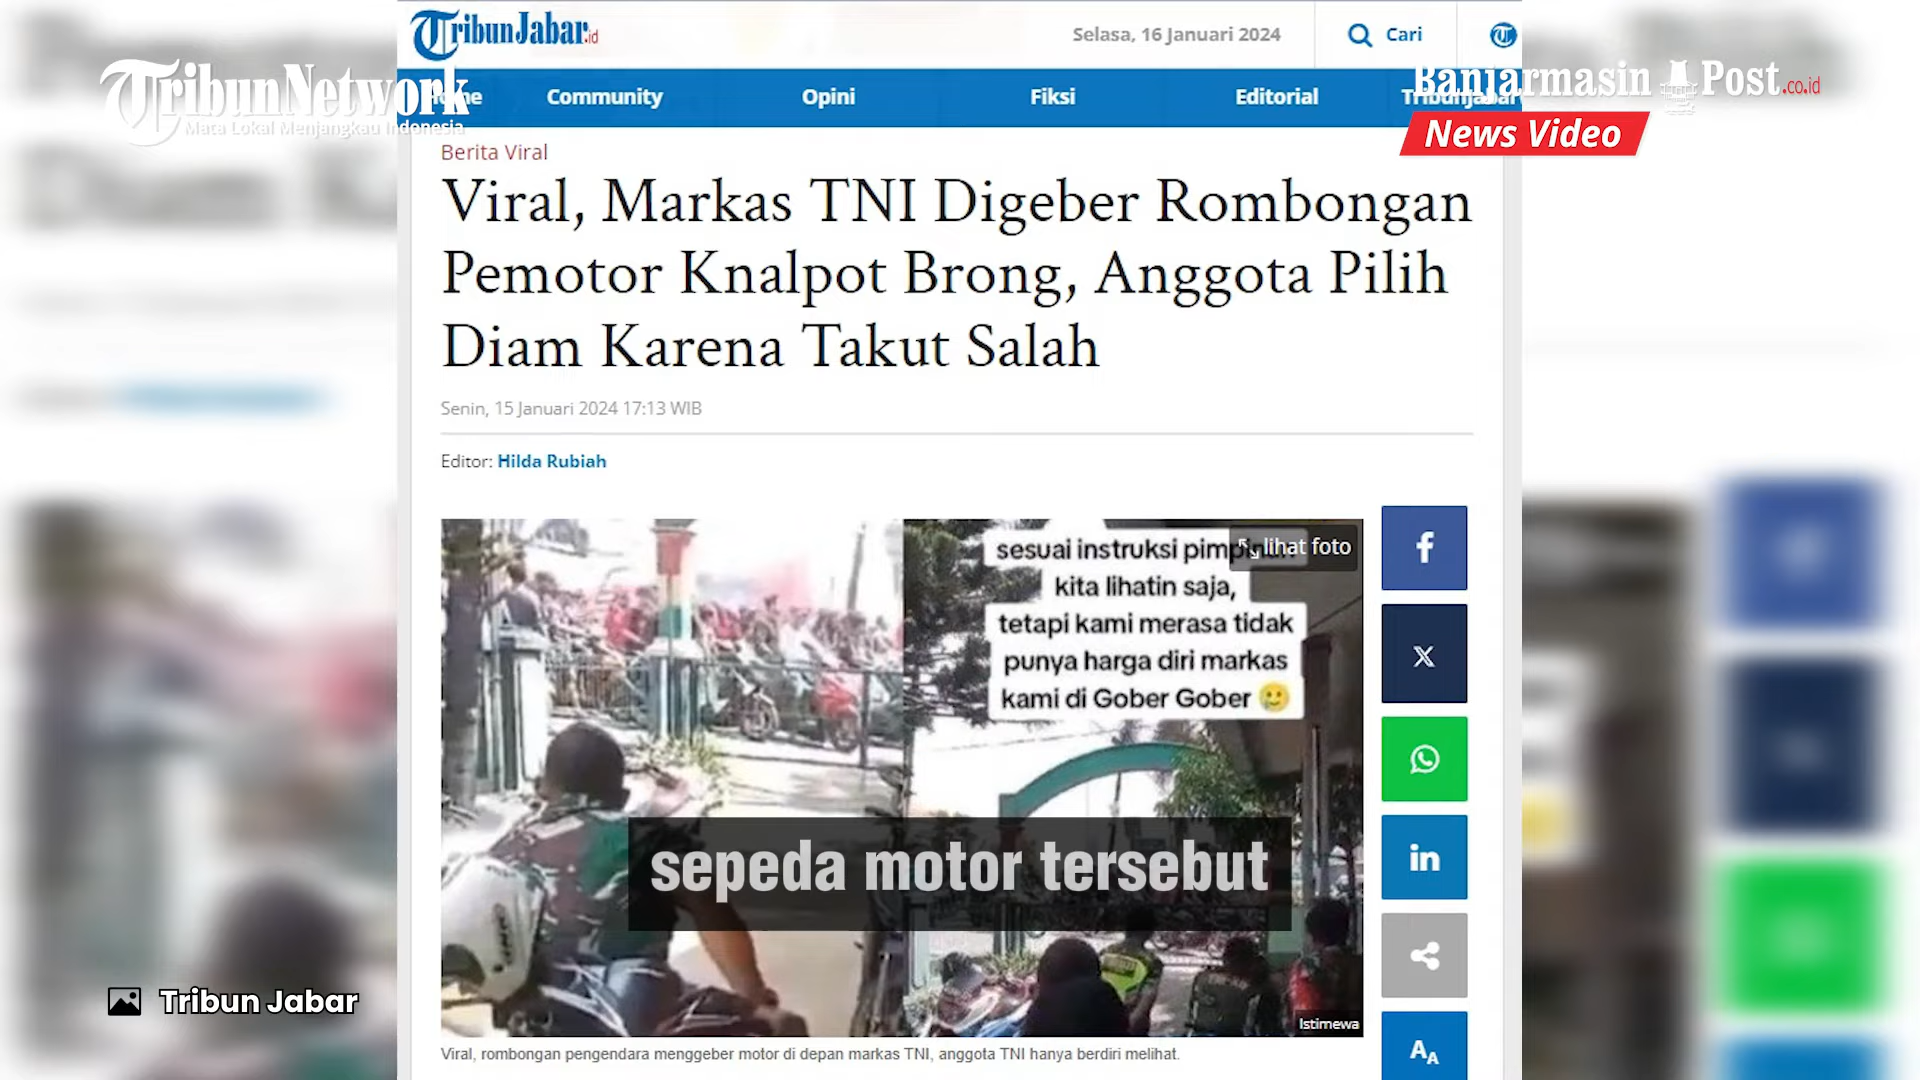 TribunJabar.id
Selasa, 16 Januari 2024
Cari
TribunNetwork
Mata Lokal Menjangkau Indonesia
Community
Opini
Fiksi
Editorial
Banjarmasin Post.co.id
News Video
Berita Viral
Viral, Markas TNI Digeber Rombongan
Pemotor Knalpot Brong, Anggota Pilih
Diam Karena Takut Salah
Senin, 15 Januari 2024 17:13 WIB
Editor: Hilda Rubiah
lihat foto
sesuai instruksi
kita lihatin saja,
tetapi kami merasa tidak
punya harga diri markas
kami di Gober Gober 🥲
sepeda motor tersebut
Tribun Jabar
Istimewa
Viral, rombongan pengendara menggeber motor di depan markas TNI, anggota TNI hanya berdiri melihat.